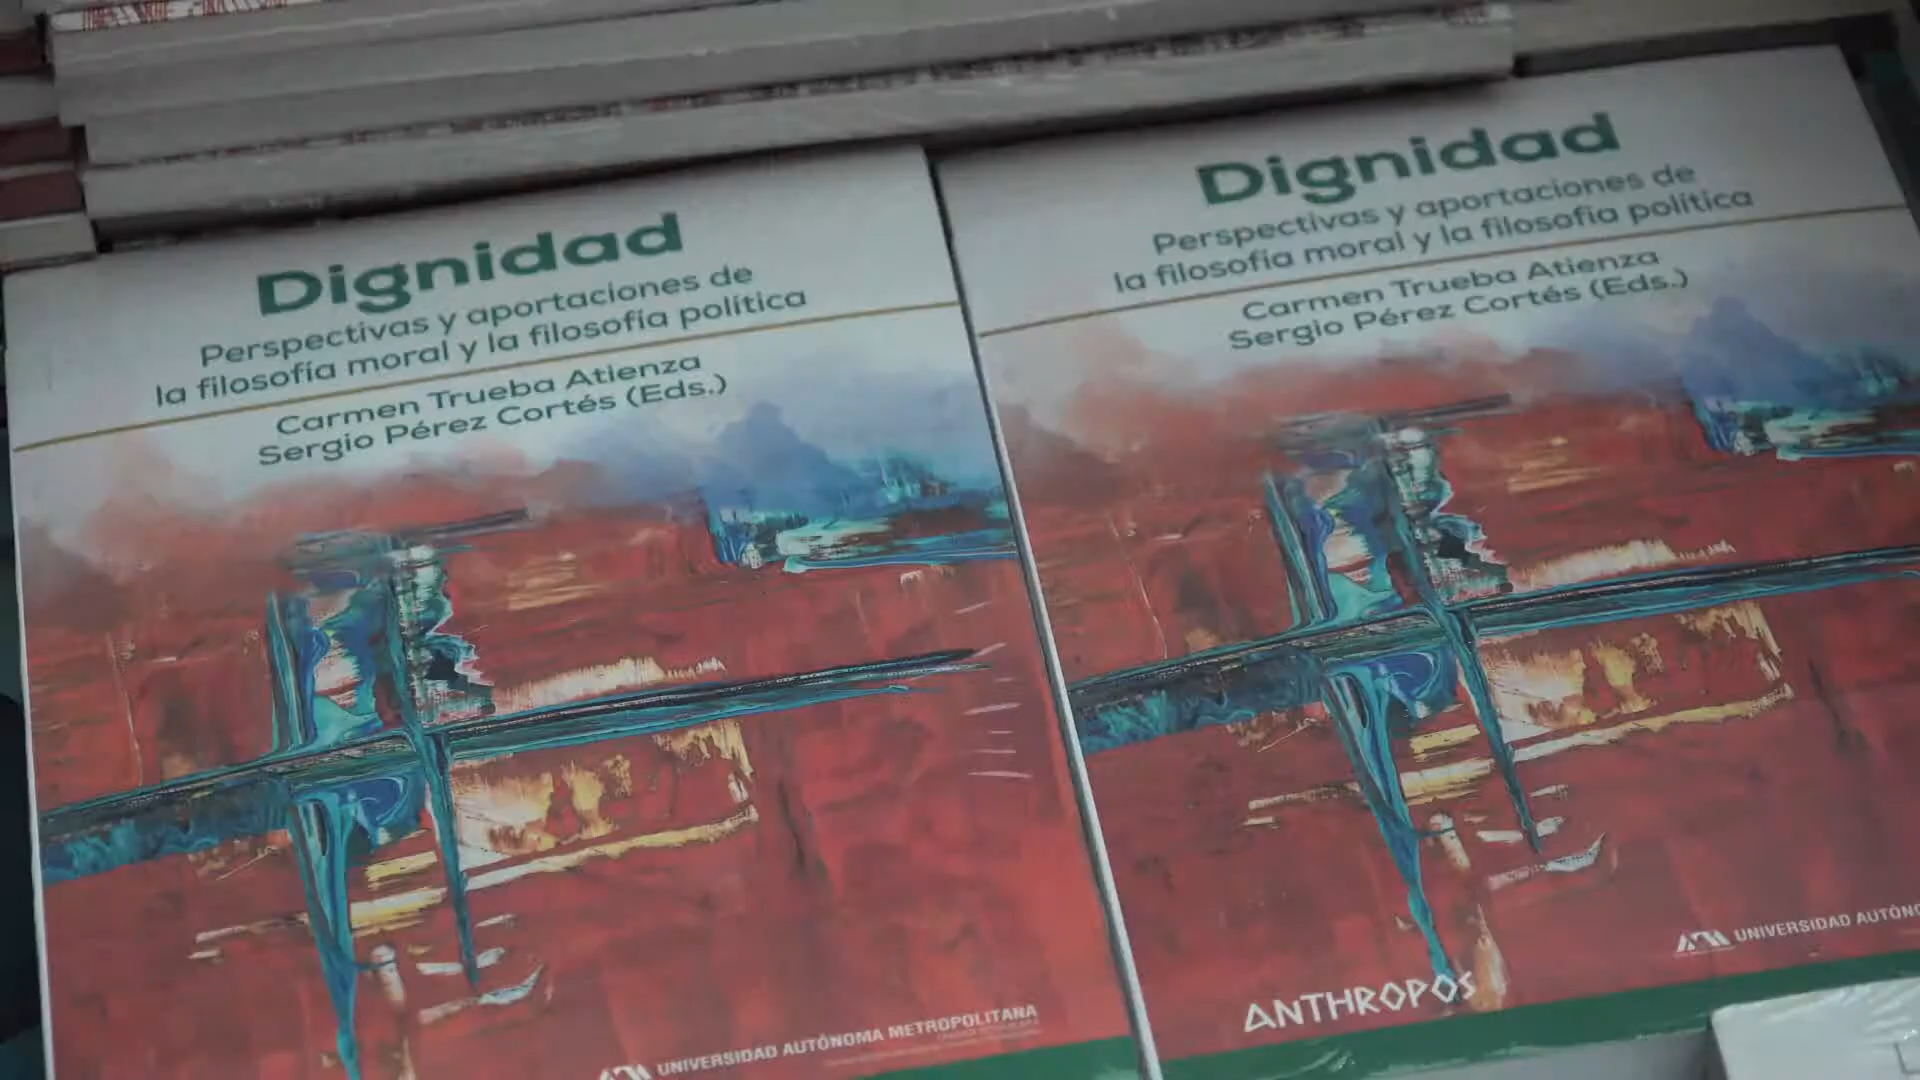 Dignidad
Perspectivas y aportaciones de
la filosofía moral y la filosofía política
Carmen Trueba Atienza
Sergio Pérez Cortés (Eds.)
UNIVERSIDAD AUTÓNOMA METROPOLITANA
Dignidad
Perspectivas y aportaciones de
la filosofía moral y la filosofía política
Carmen Trueba Atienza
Sergio Pérez Cortés (Eds.)
UNIVERSIDAD AUTÓNO
ANTHROPOS